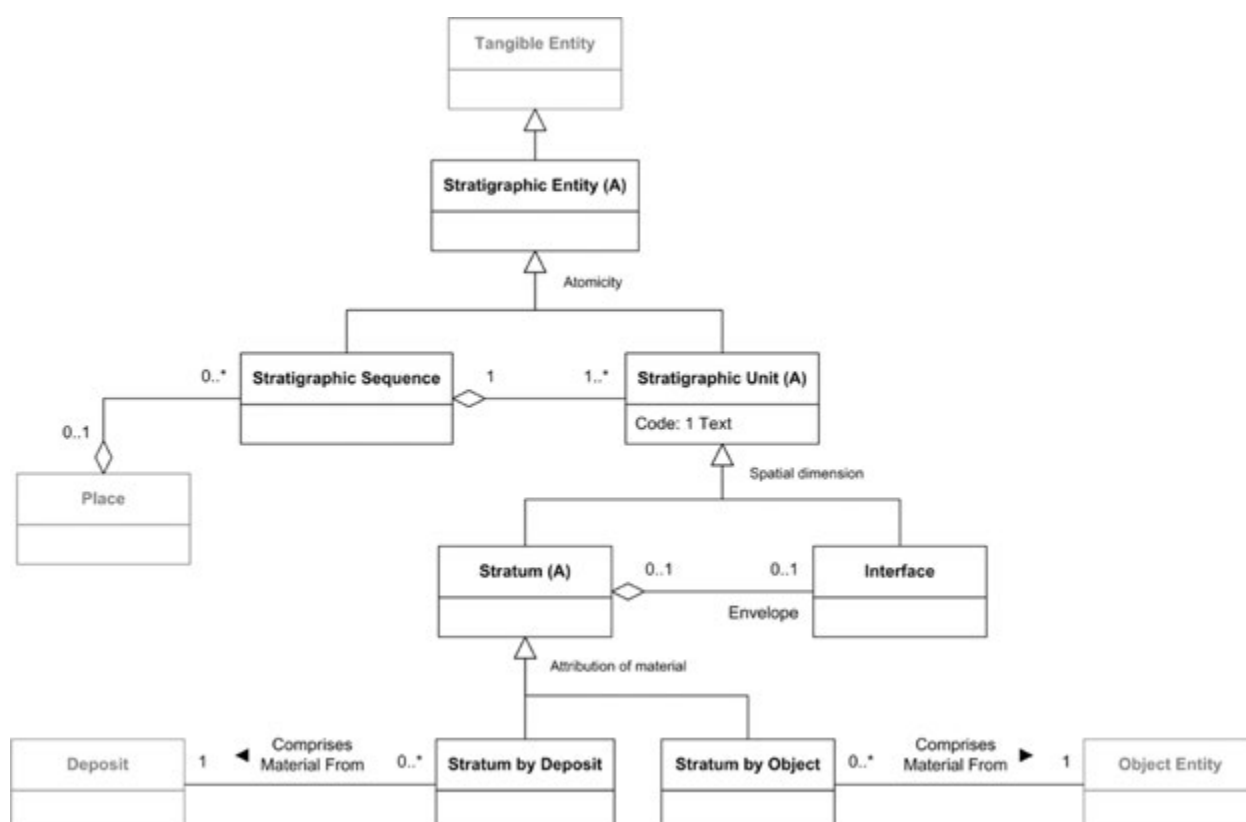 Tangible Entity
Stratigraphic Entity (A)
Atomicity
0..*
Stratigraphic Sequence
1
1..*
Stratigraphic Unit (A)
Code: 1 Text
0..1
Place
Spatial dimension
Stratum (A)
0..1
0..1
Interface
Envelope
Attribution of material
Deposit
1
◄ Comprises
Material From
0..*
Stratum by Deposit
Stratum by Object
0..*
Comprises ►
Material From
1
Object Entity